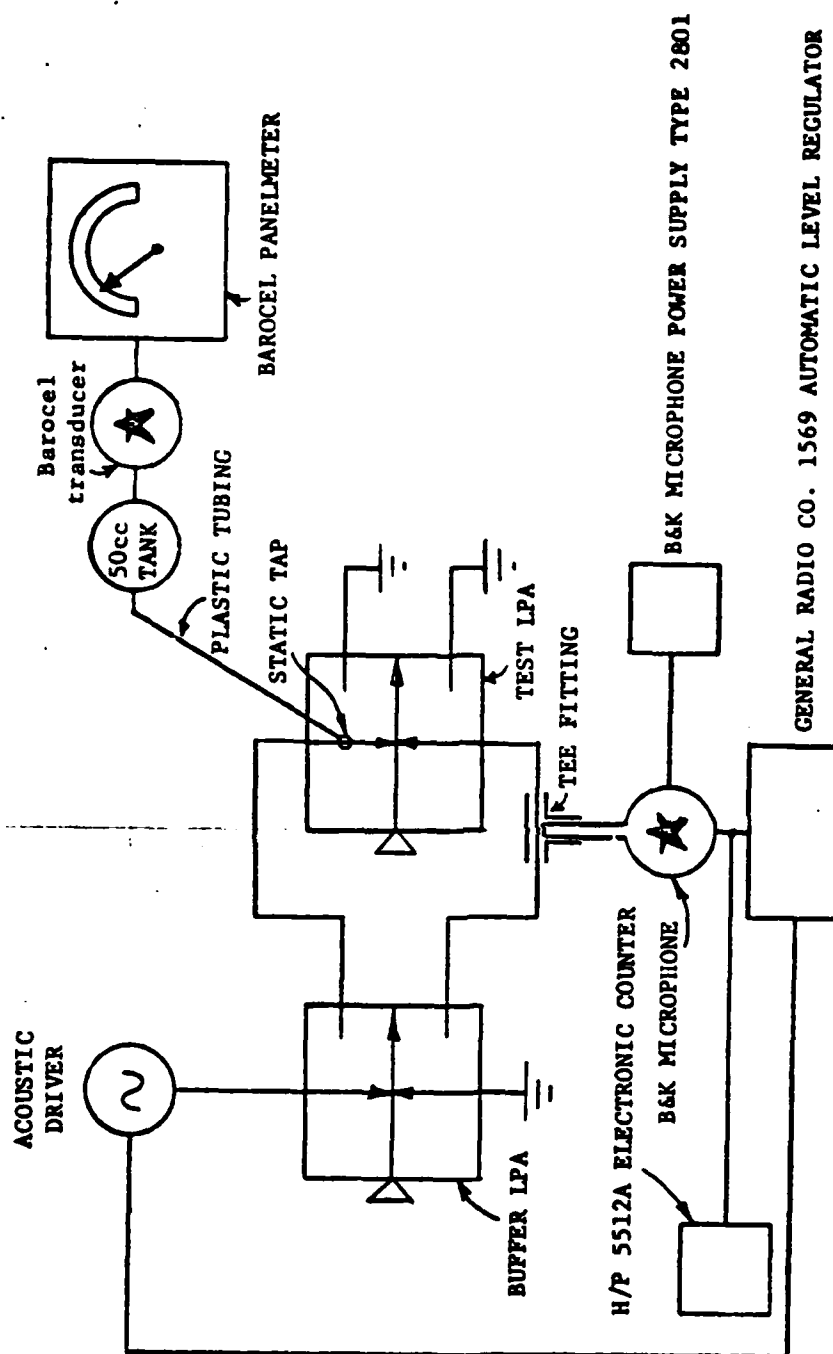 ACOUSTIC
DRIVER
BUFFER LPA
Barocel
transducer
50cc
TANK
BAROCEL PANELMETER
PLASTIC TUBING
STATIC TAP
TEST LPA
TEE FITTING
B&K MICROPHONE POWER SUPPLY TYPE 2801
H/P 5512A ELECTRONIC COUNTER
B&K MICROPHONE
GENERAL RADIO CO. 1569 AUTOMATIC LEVEL REGULATOR